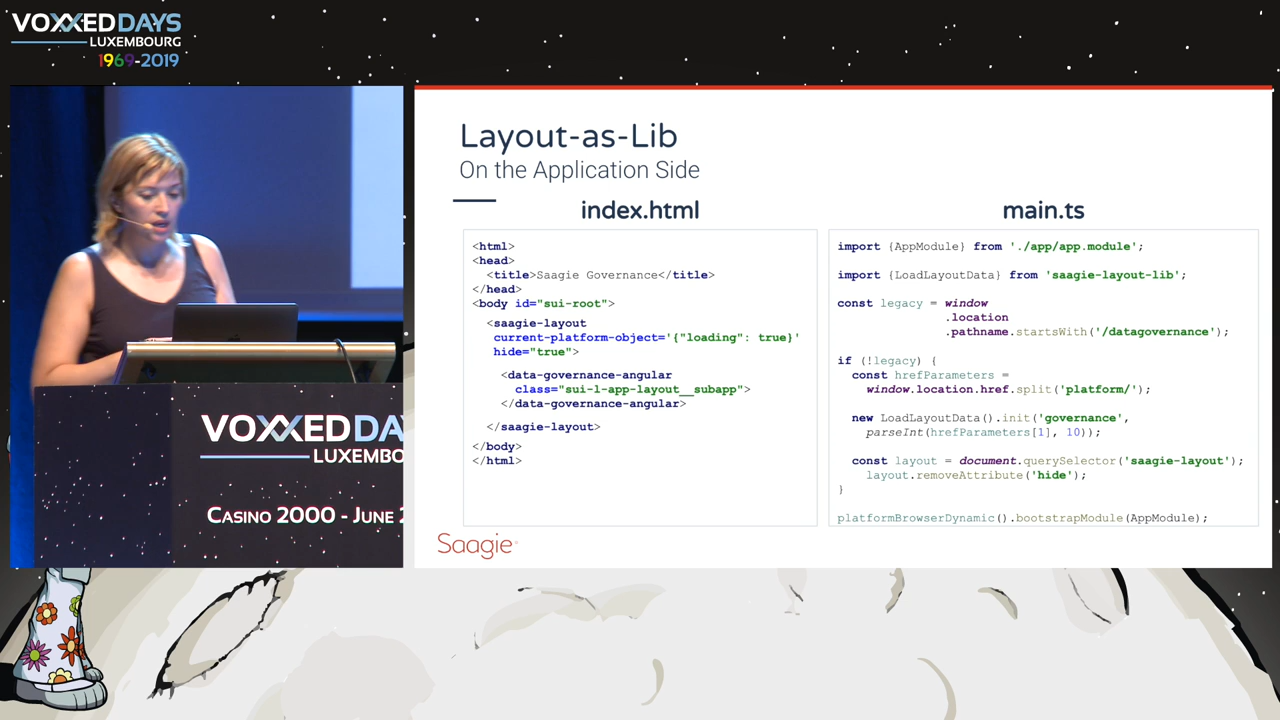 VOXXEDDAYS
LUXEMBOURG
1969-2019
VOXXEDDA
LUXEMBO
CASINO 2000 - JUNE 2
Layout-as-Lib
On the Application Side
index.html
<html>
<head>
<title>Saagie Governance</title>
</head>
<body id="sui-root">
<saagie-layout
current-platform-object='{"loading": true}'
hide="true">
<data-governance-angular
class="sui-l-app-layout__subapp">
</data-governance-angular>
</saagie-layout>
</body>
</html>
main.ts
import {AppModule} from './app/app.module';
import {LoadLayoutData} from 'saagie-layout-lib';
const legacy = window
.location
.pathname.startsWith('/datagovernance');
if (!legacy) {
const hrefParameters =
window.location.href.split('platform/');
new LoadLayoutData().init('governance',
parseInt(hrefParameters[1], 10));
const layout = document.querySelector('saagie-layout');
layout.removeAttribute('hide');
}
platformBrowserDynamic().bootstrapModule(AppModule);
Saagie